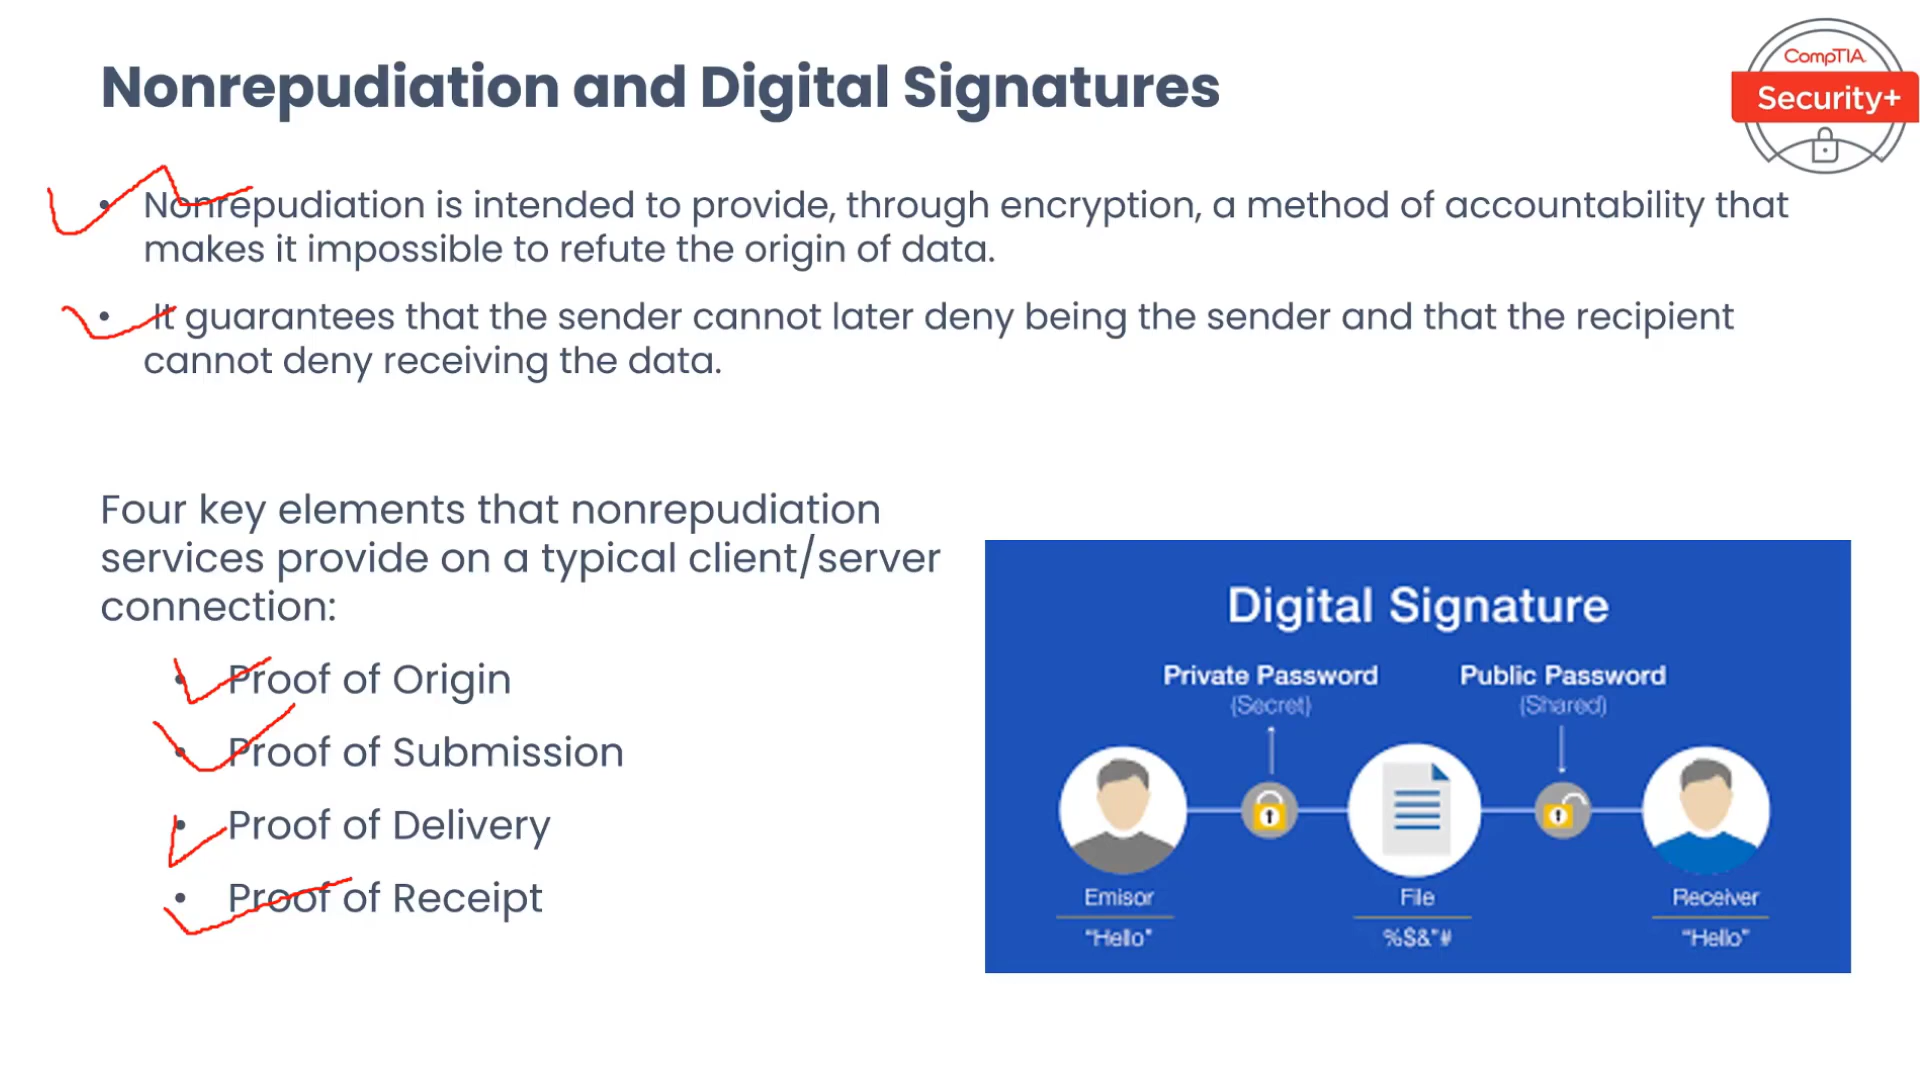 Nonrepudiation and Digital Signatures
CompTIA
Security+
• Nonrepudiation is intended to provide, through encryption, a method of accountability that
makes it impossible to refute the origin of data.
• It guarantees that the sender cannot later deny being the sender and that the recipient
cannot deny receiving the data.
Four key elements that nonrepudiation
services provide on a typical client/server
connection:
• Proof of Origin
• Proof of Submission
• Proof of Delivery
• Proof of Receipt
Digital Signature
Private Password
(Secret)
Public Password
(Shared)
Emisor
File
Receiver
“Hello”
%$&"#
“Hello”